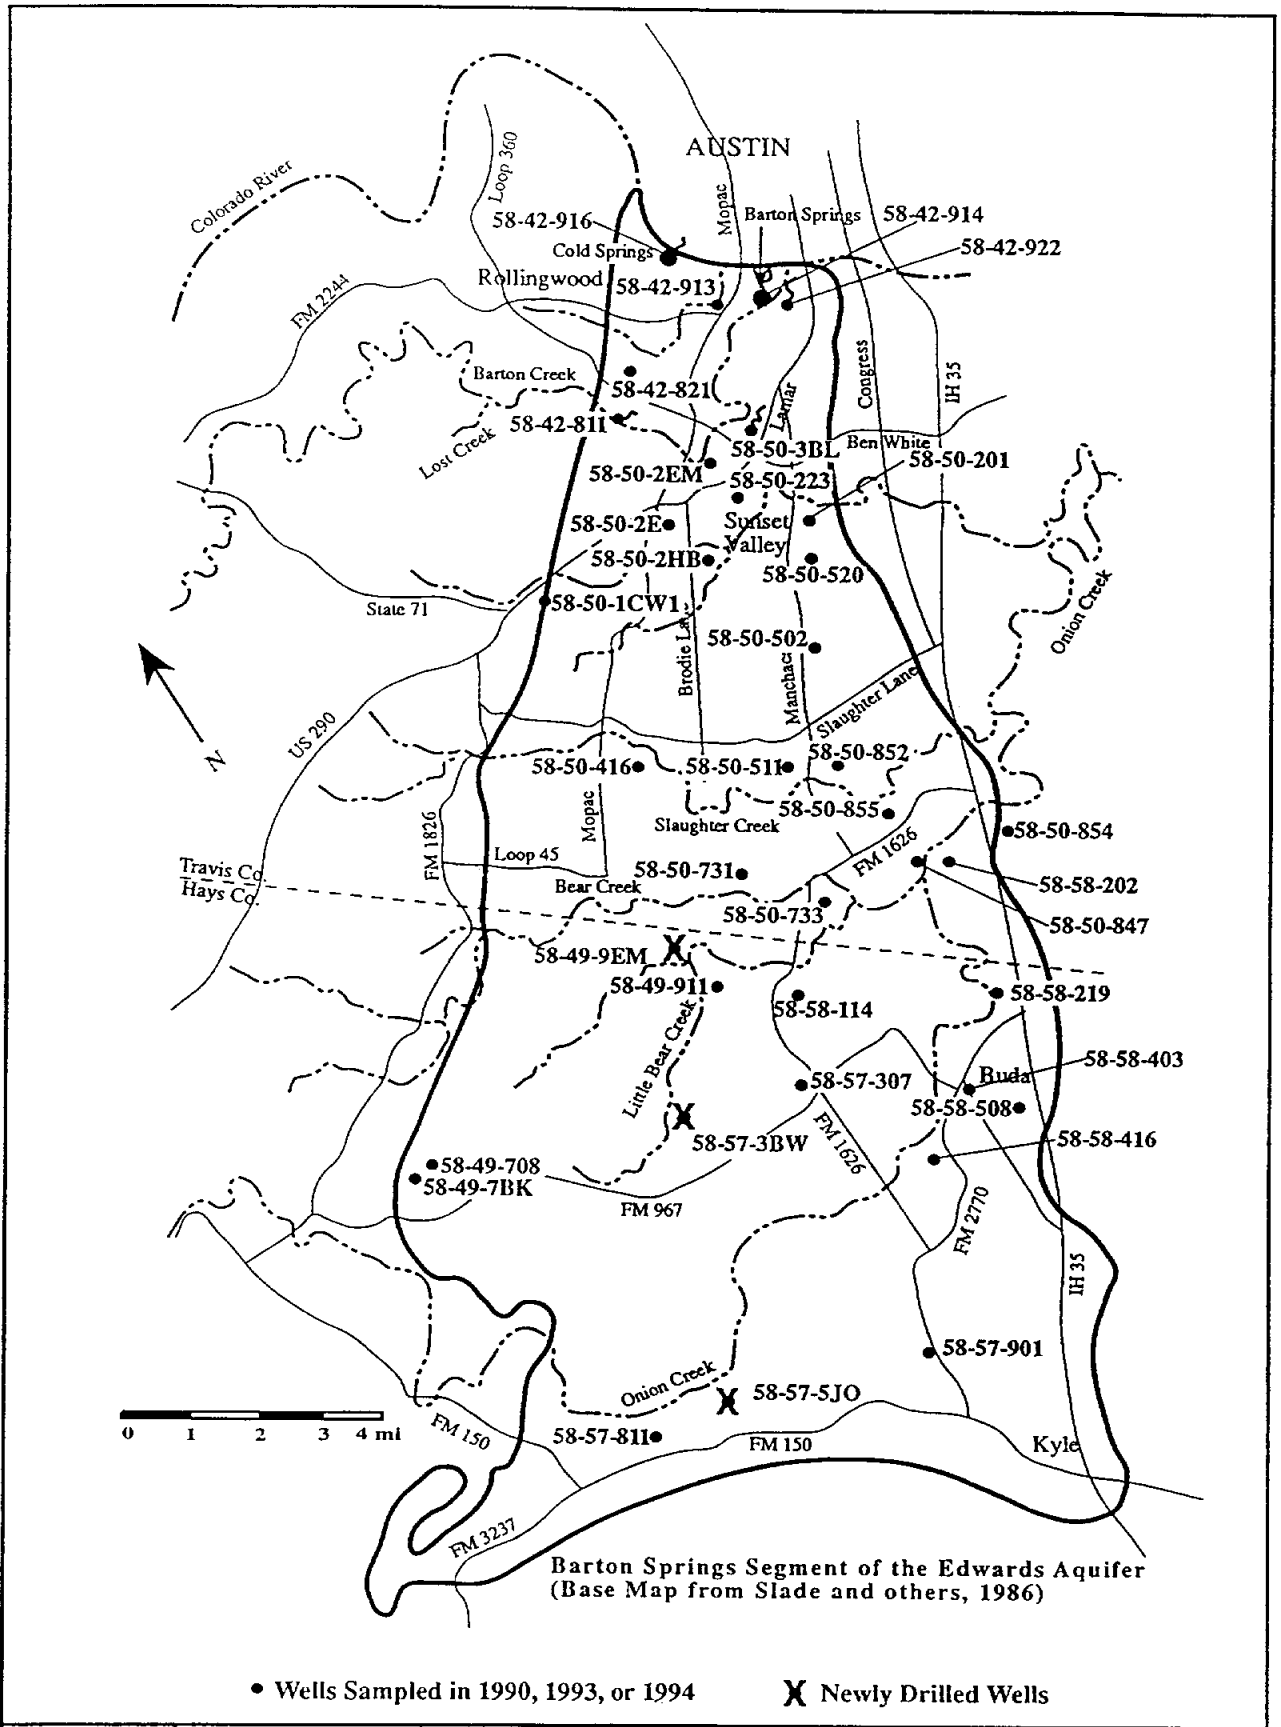 AUSTIN
Colorado River
Loop 360
Mopac
Barton Springs
58-42-914
58-42-916
58-42-922
Cold Springs
Rollingwood
58-42-913
FM 2244
Congress
IH 35
Barton Creek
58-42-821
Lamar
58-42-811
Lost Creek
58-50-3BL
Ben White
58-50-201
58-50-2EM
58-50-223
58-50-2E
Sunset
Valley
58-50-2HB
58-50-520
State 71
58-50-1CW1
Onion Creek
Brodie La.
58-50-502
Manchac
Slaughter Lane
N
US 290
58-50-416
58-50-511
58-50-852
Mopac
Slaughter Creek
58-50-855
58-50-854
FM 1826
Loop 45
FM 1626
Travis Co.
Hays Co.
58-50-731
Bear Creek
58-58-202
58-50-733
58-50-847
58-49-9EM
58-49-911
58-58-114
58-58-219
Little Bear Creek
58-58-403
Buda
58-57-307
58-58-508
58-57-3BW
FM 1626
58-58-416
58-49-708
58-49-7BK
FM 967
FM 2770
IH 35
58-57-901
Onion Creek
58-57-5JO
0 1 2 3 4 mi
FM 150
58-57-811
FM 150
Kyle
FM 3237
Barton Springs Segment of the Edwards Aquifer
(Base Map from Slade and others, 1986)
Wells Sampled in 1990, 1993, or 1994
Newly Drilled Wells